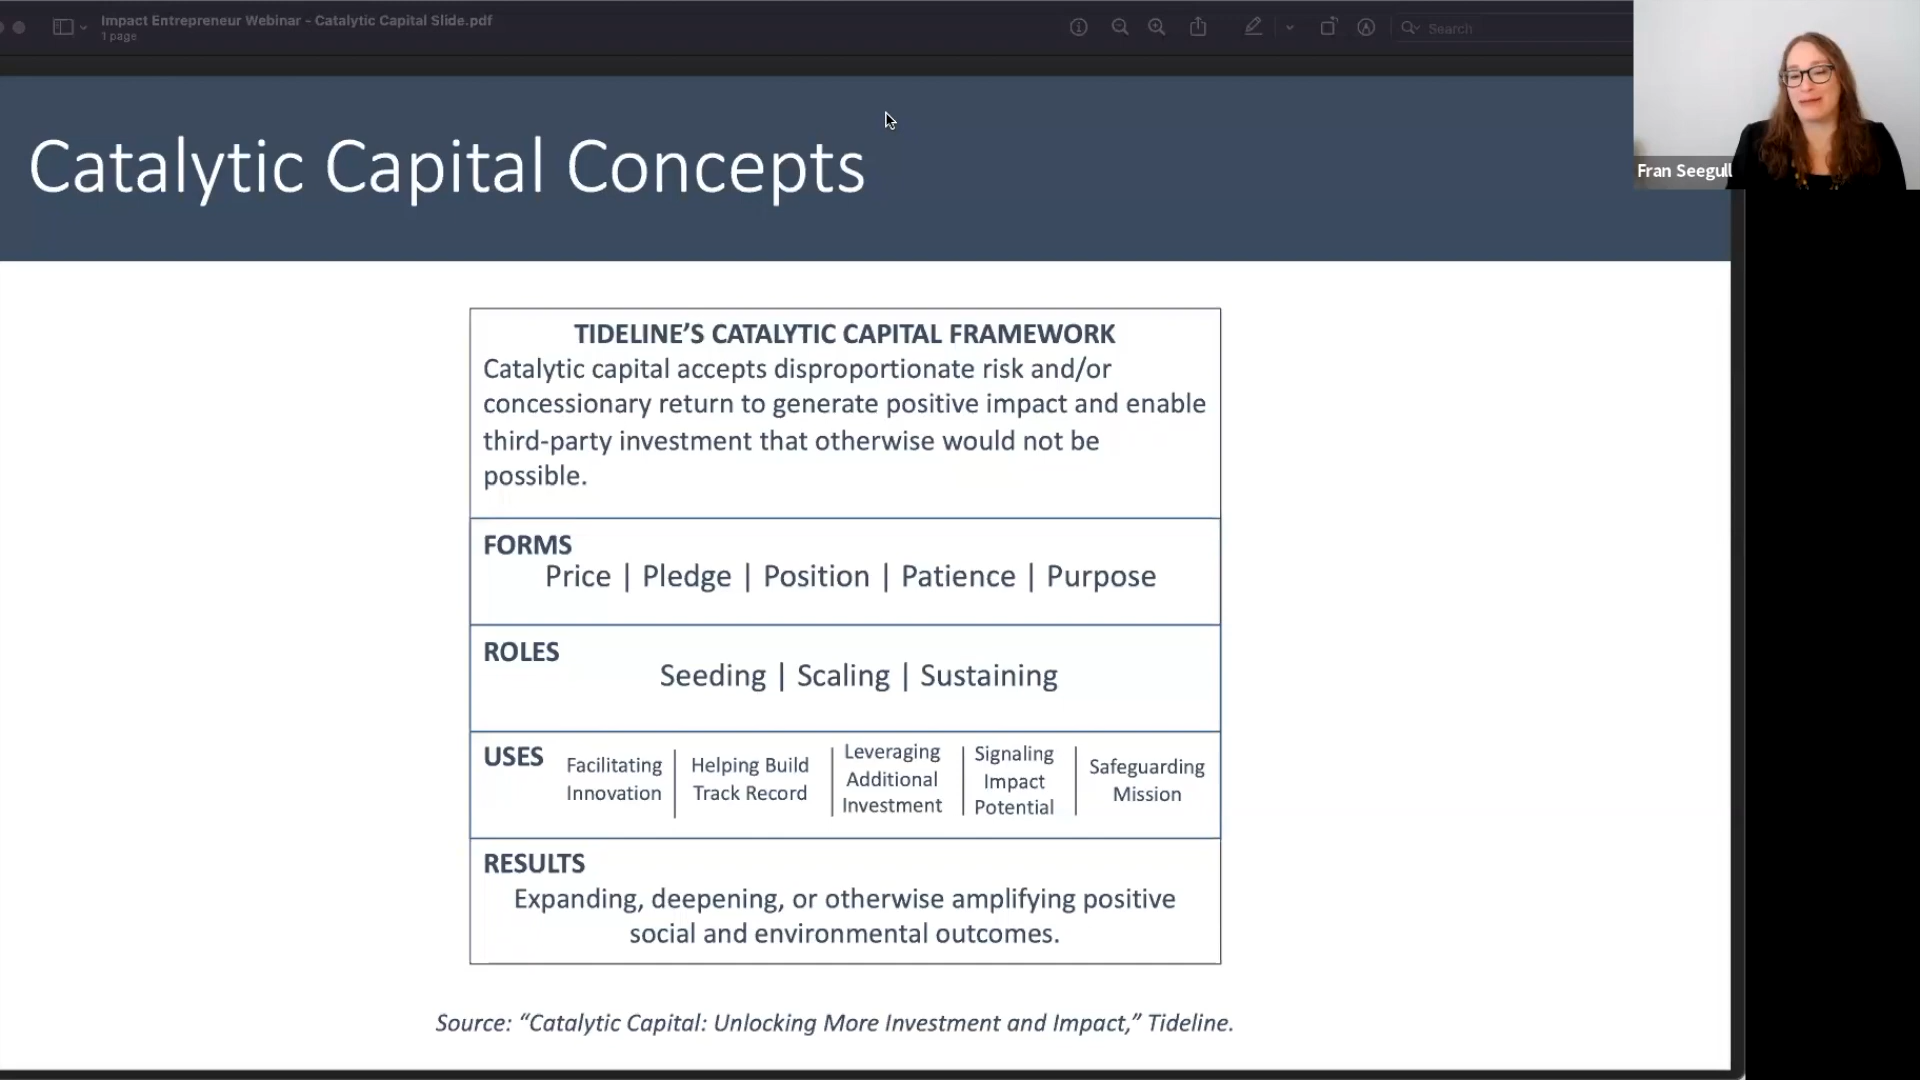 Impact Entrepreneur Webinar - Catalytic Capital Slide.pdf
1 page
Search
Fran Seegull
Catalytic Capital Concepts
TIDELINE’S CATALYTIC CAPITAL FRAMEWORK
Catalytic capital accepts disproportionate risk and/or
concessionary return to generate positive impact and enable
third-party investment that otherwise would not be
possible.
FORMS
Price | Pledge | Position | Patience | Purpose
ROLES
Seeding | Scaling | Sustaining
USES
Facilitating
Innovation
Helping Build
Track Record
Leveraging
Additional
Investment
Signaling
Impact
Potential
Safeguarding
Mission
RESULTS
Expanding, deepening, or otherwise amplifying positive
social and environmental outcomes.
Source: “Catalytic Capital: Unlocking More Investment and Impact,” Tideline.